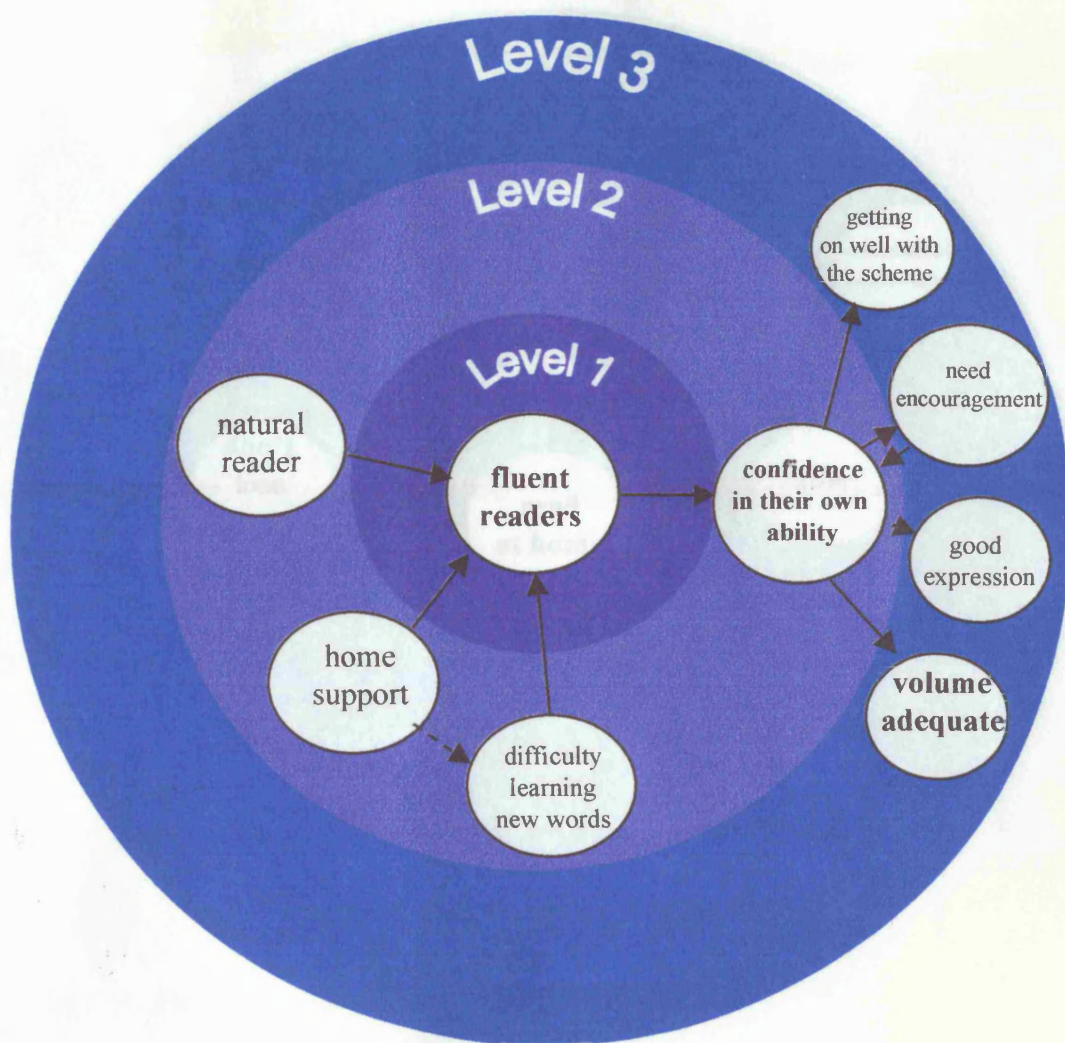 Level 3
Level 2
Level 1
getting
on well with
the scheme
need
encouragement
natural
reader
fluent
readers
confidence
in their own
ability
good
expression
home
support
volume
adequate
difficulty
learning
new words